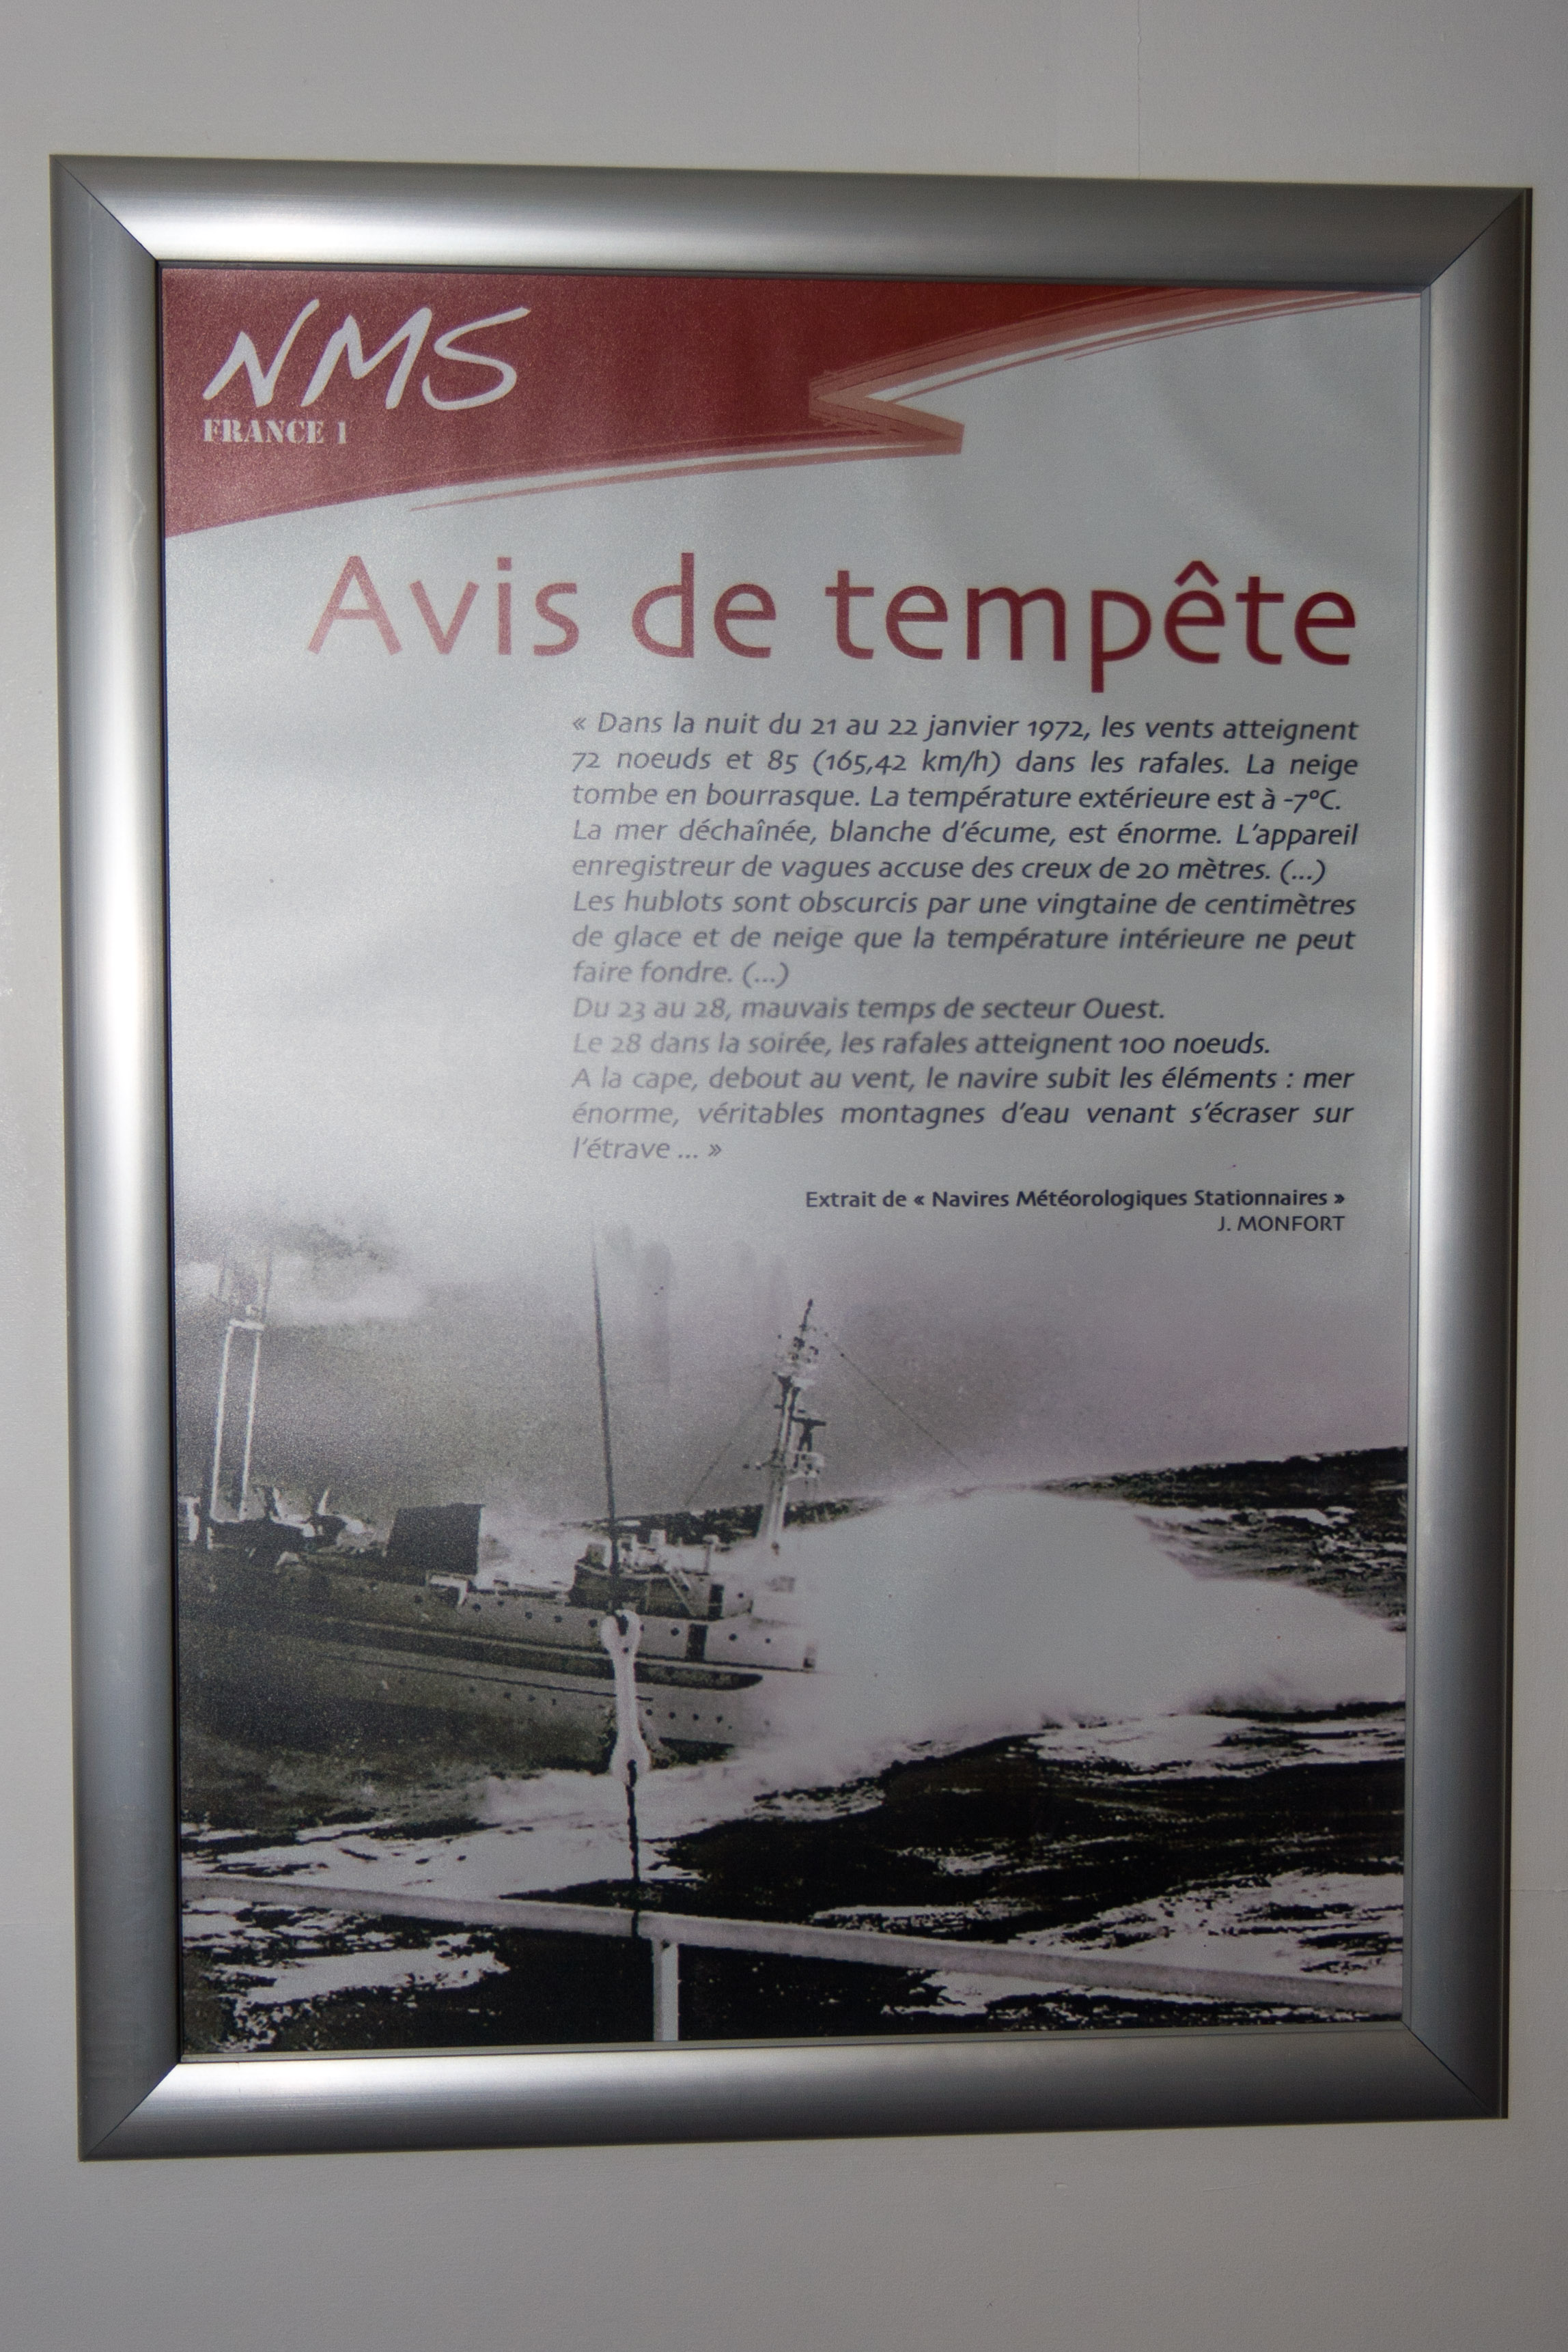 NMS
FRANCE 1
Avis de tempête
« Dans la nuit du 21 au 22 janvier 1972, les vents atteignent
72 noeuds et 85 (165,42 km/h) dans les rafales. La neige
tombe en bourrasque. La température extérieure est à -7°C.
La mer déchaînée, blanche d'écume, est énorme. L'appareil
enregistreur de vagues accuse des creux de 20 mètres. (...)
Les hublots sont obscurcis par une vingtaine de centimètres
de glace et de neige que la température intérieure ne peut
faire fondre. (...)
Du 23 au 28, mauvais temps de secteur Ouest.
Le 28 dans la soirée, les rafales atteignent 100 noeuds.
A la cape, debout au vent, le navire subit les éléments : mer
énorme, véritables montagnes d'eau venant s'écraser sur
l'étrave ... »
Extrait de « Navires Météorologiques Stationnaires »
J. MONFORT